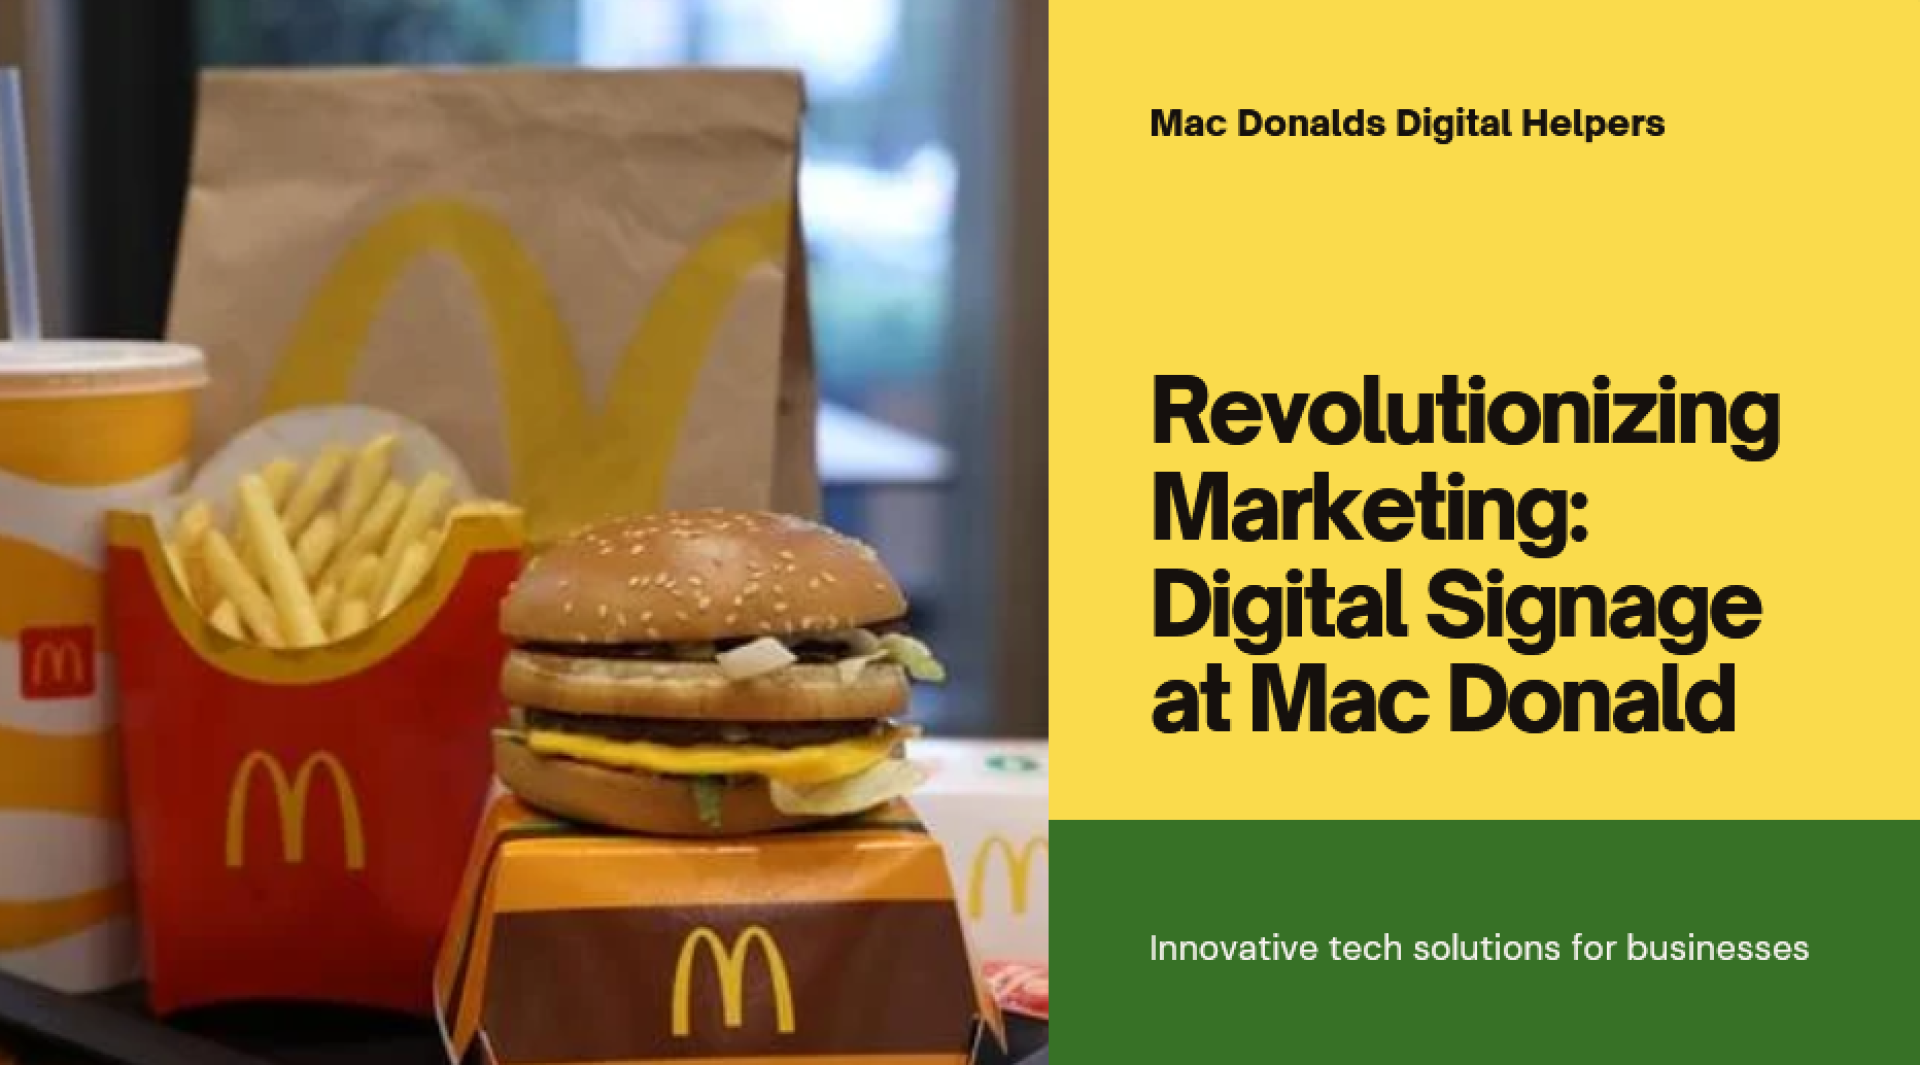 Mac Donalds Digital Helpers
Revolutionizing
Marketing:
Digital Signage
at Mac Donald
Innovative tech solutions for businesses